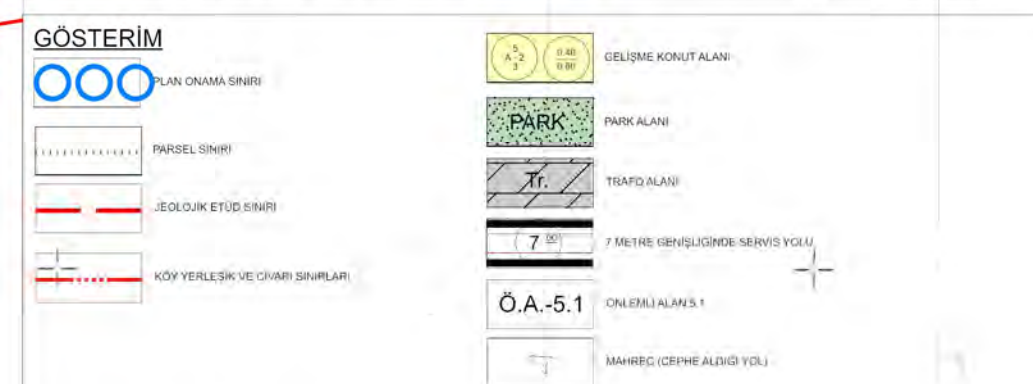 GÖSTERİM
PLAN ONAMA SINIRI
PARSEL SINIRI
JEOLOJİK ETÜD SINIRI
KÖY YERLEŞİK VE CİVARI SINIRLARI
5
A-2
3
0.40
0.80
GELİŞME KONUT ALANI
PARK
PARK ALANI
Tr.
TRAFO ALANI
7 00
7 METRE GENİŞLİĞİNDE SERVİS YOLU
Ö.A.-5.1
ÖNLEMLİ ALAN 5.1
MAHREÇ (CEPHE ALDIĞI YOL)